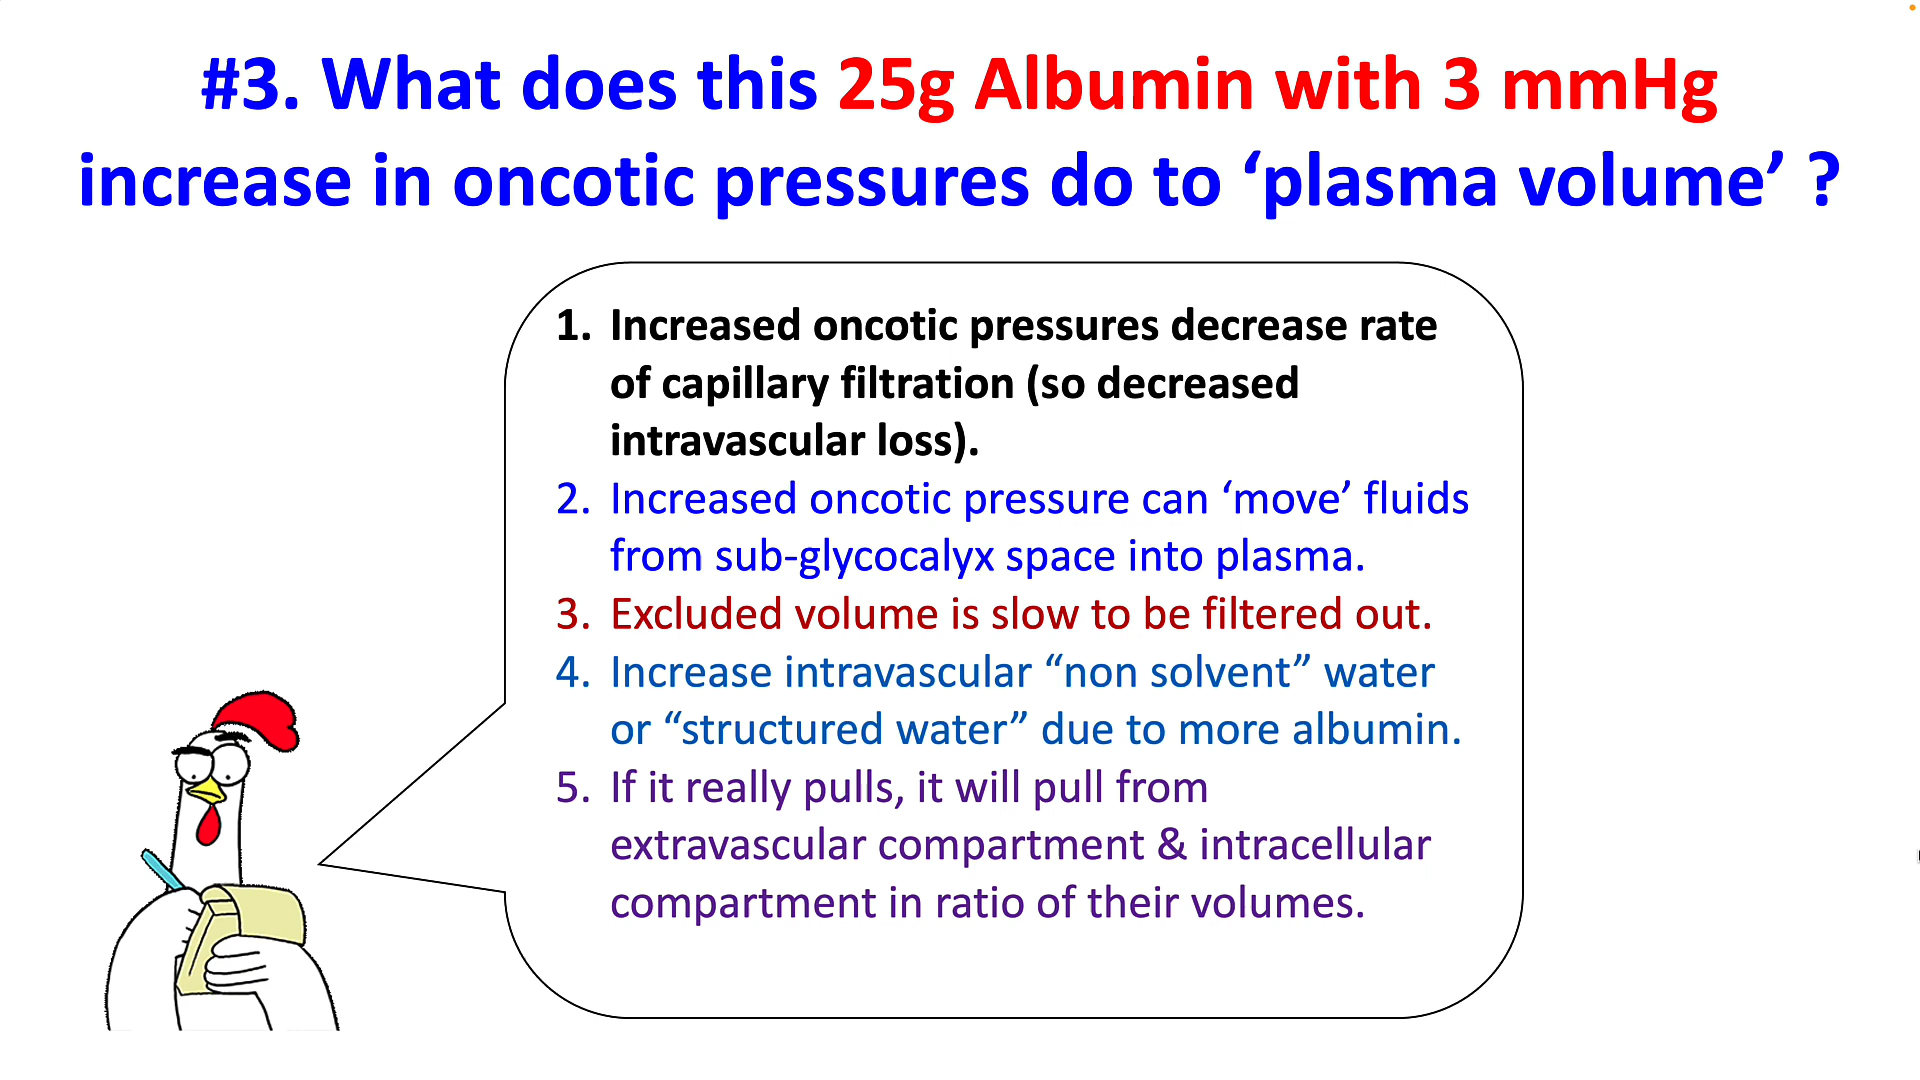 #3. What does this 25g Albumin with 3 mmHg
increase in oncotic pressures do to ‘plasma volume’ ?
1. Increased oncotic pressures decrease rate
of capillary filtration (so decreased
intravascular loss).
2. Increased oncotic pressure can ‘move’ fluids
from sub-glycocalyx space into plasma.
3. Excluded volume is slow to be filtered out.
4. Increase intravascular “non solvent” water
or “structured water” due to more albumin.
5. If it really pulls, it will pull from
extravascular compartment & intracellular
compartment in ratio of their volumes.